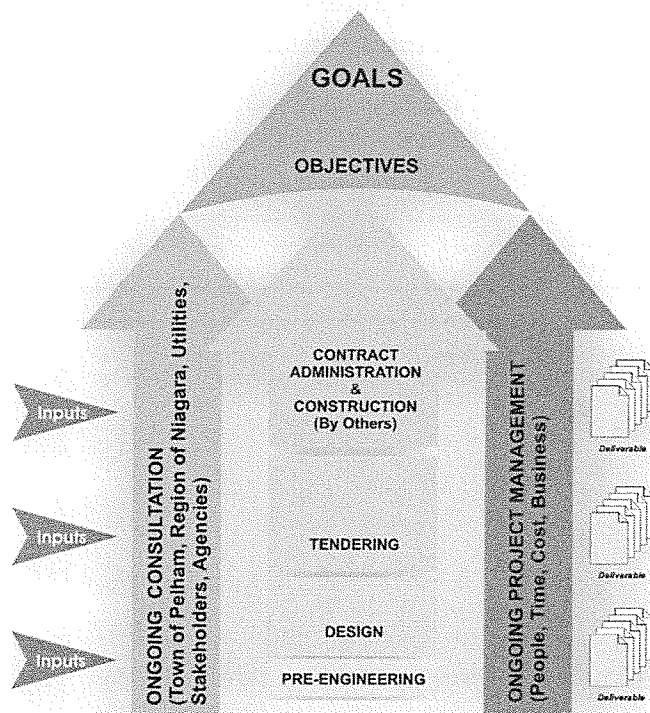 GOALS
OBJECTIVES
CONTRACT
ADMINISTRATION
&
CONSTRUCTION
(By Others)
TENDERING
DESIGN
PRE-ENGINEERING
ONGOING CONSULTATION
(Town of Pelham, Region of Niagara, Utilities,
Stakeholders, Agencies)
ONGOING PROJECT MANAGEMENT
(People, Time, Cost, Business)
Inputs
Inputs
Inputs
Deliverable
Deliverable
Deliverable